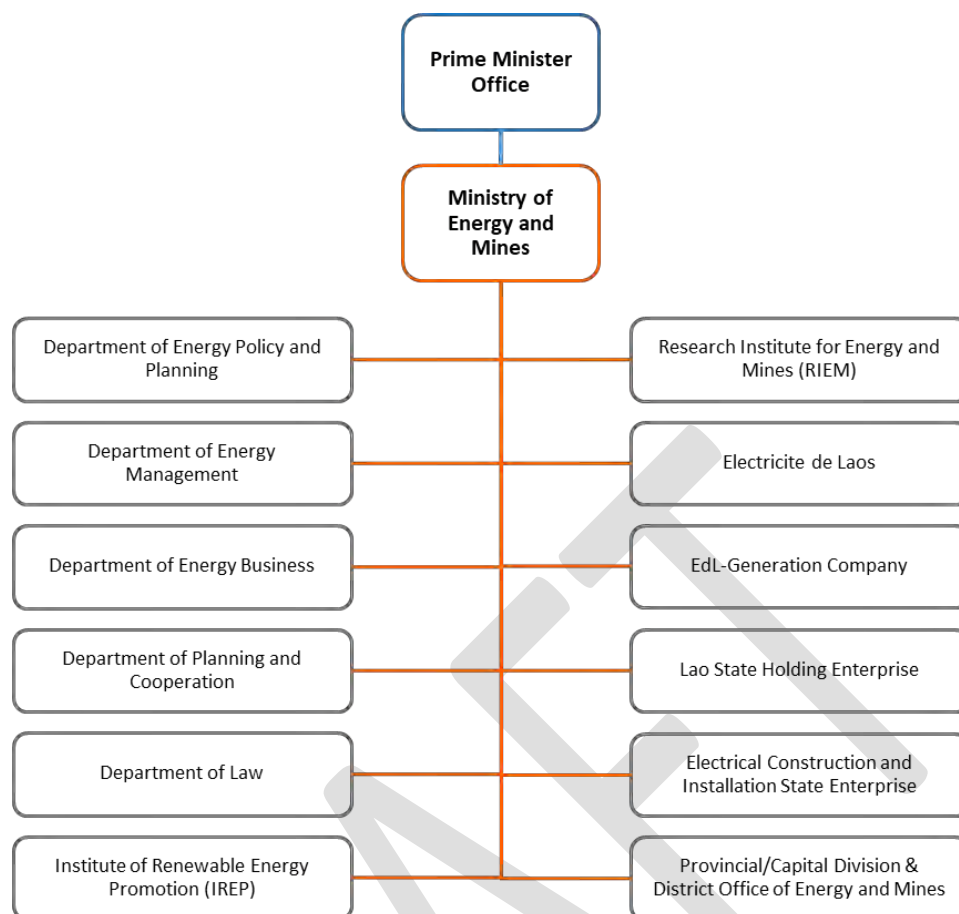 Prime Minister
Office
Ministry of
Energy and
Mines
Department of Energy Policy and
Planning
Research Institute for Energy and
Mines (RIEM)
Department of Energy
Management
Electricite de Laos
Department of Energy Business
EdL-Generation Company
Department of Planning and
Cooperation
Lao State Holding Enterprise
Department of Law
Electrical Construction and
Installation State Enterprise
Institute of Renewable Energy
Promotion (IREP)
Provincial/Capital Division &
District Office of Energy and Mines